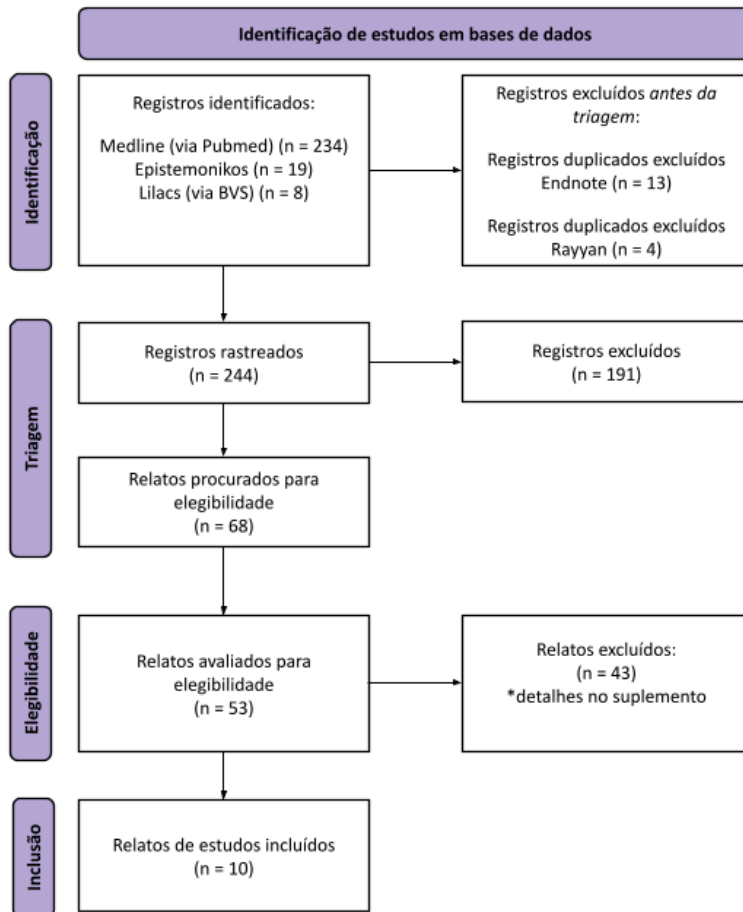 Identificação de estudos em bases de dados
Identificação
Registros identificados:
Medline (via Pubmed) (n = 234)
Epistemonikos (n = 19)
Lilacs (via BVS) (n = 8)
Registros excluídos antes da
triagem:
Registros duplicados excluídos
Endnote (n = 13)
Registros duplicados excluídos
Rayyan (n = 4)
Triagem
Registros rastreados
(n = 244)
Registros excluídos
(n = 191)
Relatos procurados para
elegibilidade
(n = 68)
Elegibilidade
Relatos avaliados para
elegibilidade
(n = 53)
Relatos excluídos:
(n = 43)
*detalhes no suplemento
Inclusão
Relatos de estudos incluídos
(n = 10)